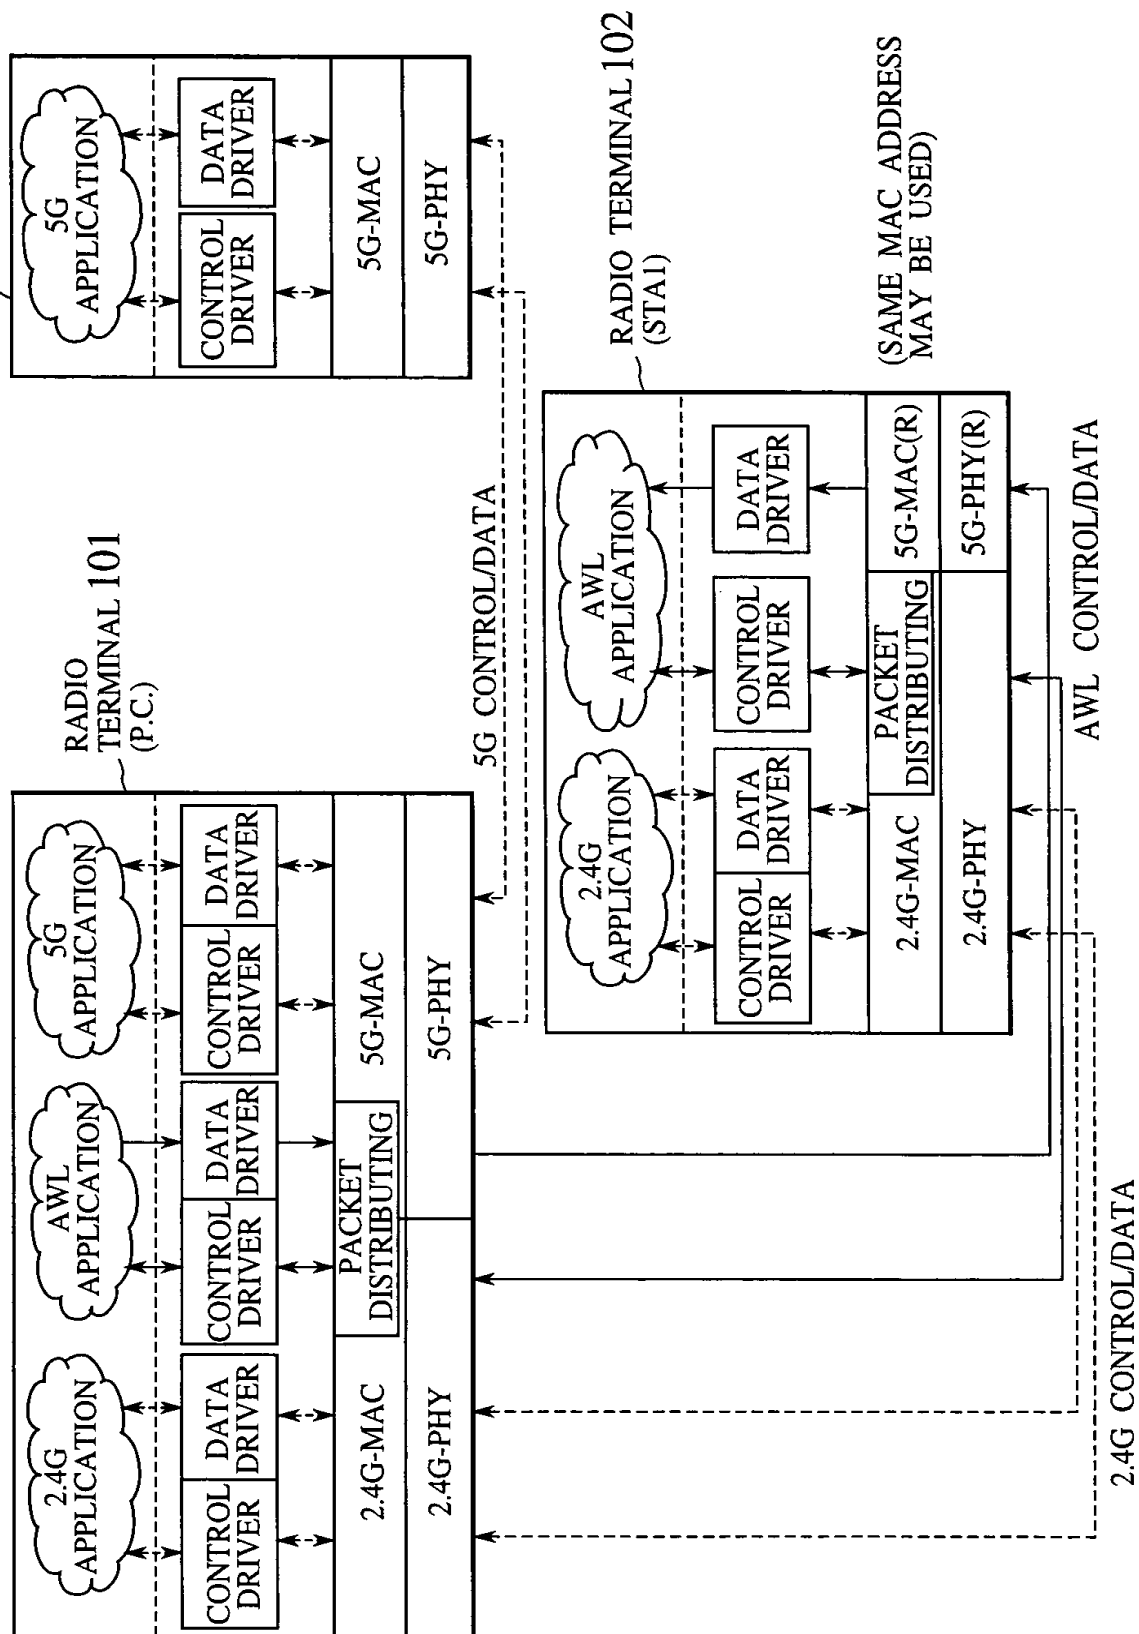 RADIO
TERMINAL 101
(P.C.)
2.4G
APPLICATION
AWL
APPLICATION
5G
APPLICATION
CONTROL
DRIVER
DATA
DRIVER
CONTROL
DRIVER
DATA
DRIVER
CONTROL
DRIVER
DATA
DRIVER
2.4G-MAC
PACKET
DISTRIBUTING
5G-MAC
2.4G-PHY
5G-PHY
5G
APPLICATION
CONTROL
DRIVER
DATA
DRIVER
5G-MAC
5G-PHY
5G CONTROL/DATA
RADIO TERMINAL 102
(STA1)
2.4G
APPLICATION
AWL
APPLICATION
CONTROL
DRIVER
DATA
DRIVER
CONTROL
DRIVER
DATA
DRIVER
2.4G-MAC
PACKET
DISTRIBUTING
5G-MAC(R)
2.4G-PHY
5G-PHY(R)
(SAME MAC ADDRESS
MAY BE USED)
AWL CONTROL/DATA
2.4G CONTROL/DATA